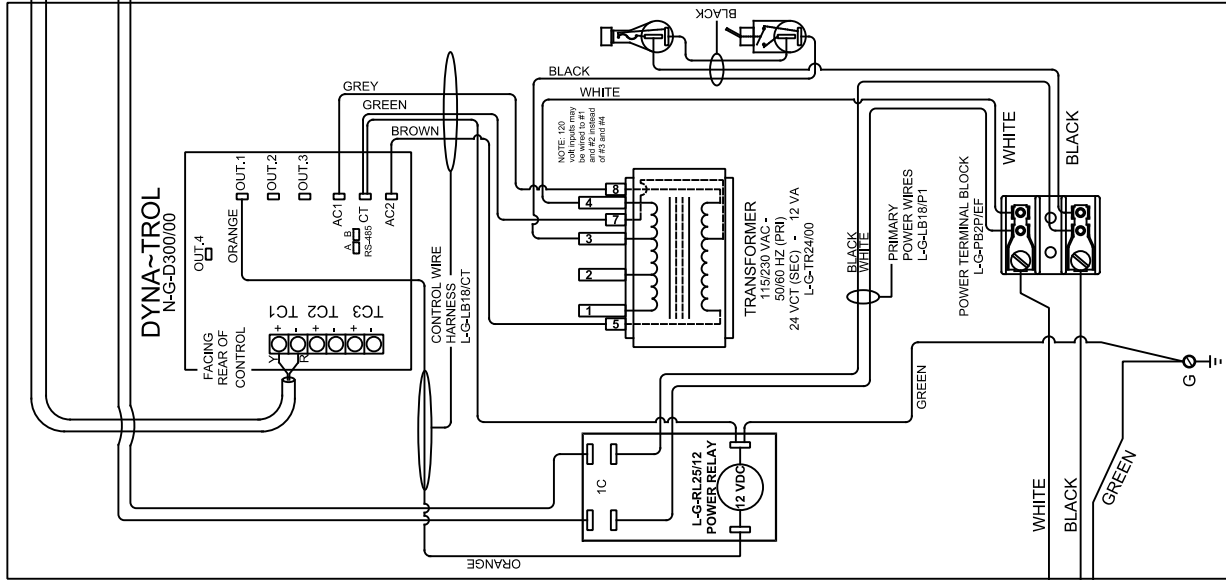 DYNA~TROL
N-G-D300/00
FACING
REAR OF
CONTROL
OUT.4
OUT.1
OUT.2
OUT.3
ORANGE
AC1
CT
AC2
A B
RS-485
TC1
TC2
TC3
+
-
+
-
+
-
Y
R
GREY
GREEN
BROWN
CONTROL WIRE
HARNESS
L-G-LB18/CT
BLACK
BLACK
WHITE
NOTE: 120
volt inputs may
be wired to #1
and #2 instead
of #3 and #4
8
4
7
3
2
1
5
TRANSFORMER
115/230 VAC -
50/60 HZ (PRI)
24 VCT (SEC) - 12 VA
L-G-TR24/00
BLACK
WHITE
PRIMARY
POWER WIRES
L-G-LB18/P1
POWER TERMINAL BLOCK
L-G-PB2P/EF
WHITE
BLACK
GREEN
G
1C
L-G-RL25/12
POWER RELAY
12 VDC
ORANGE
WHITE
BLACK
GREEN